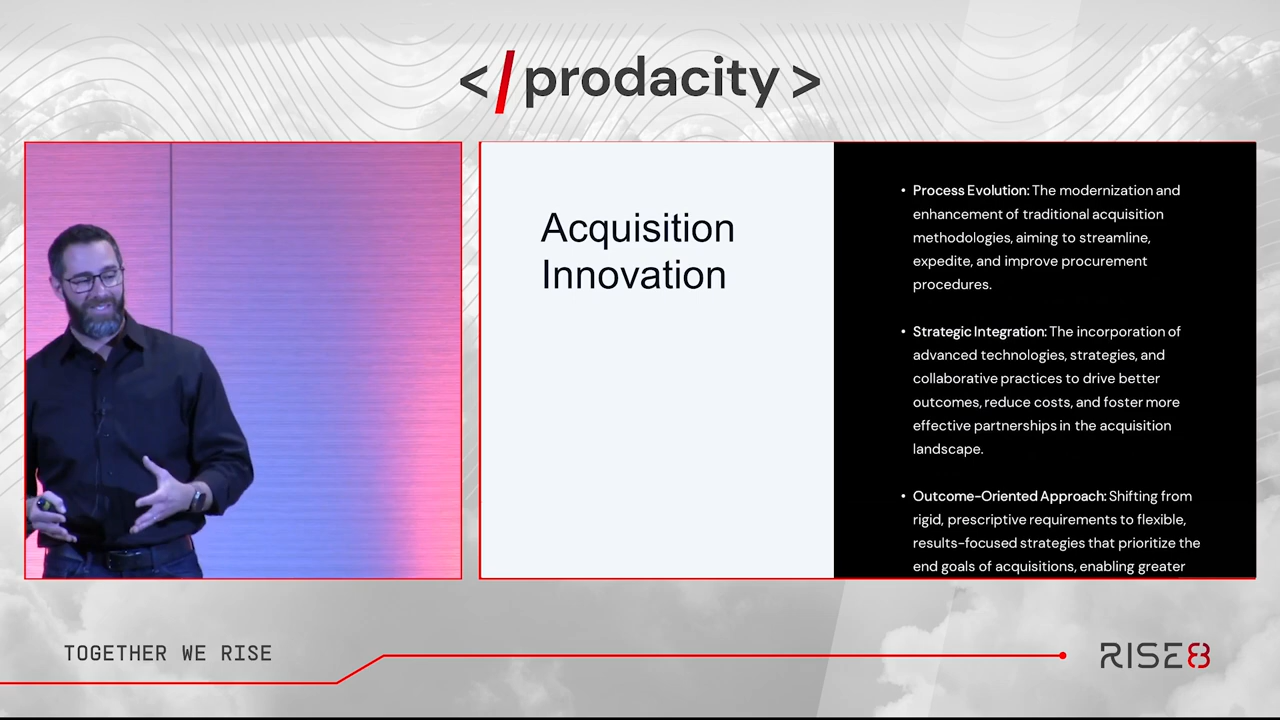 </prodacity>
Acquisition
Innovation
• Process Evolution: The modernization and
enhancement of traditional acquisition
methodologies, aiming to streamline,
expedite, and improve procurement
procedures.
• Strategic Integration: The incorporation of
advanced technologies, strategies, and
collaborative practices to drive better
outcomes, reduce costs, and foster more
effective partnerships in the acquisition
landscape.
• Outcome-Oriented Approach: Shifting from
rigid, prescriptive requirements to flexible,
results-focused strategies that prioritize the
end goals of acquisitions, enabling greater
TOGETHER WE RISE
RISE8